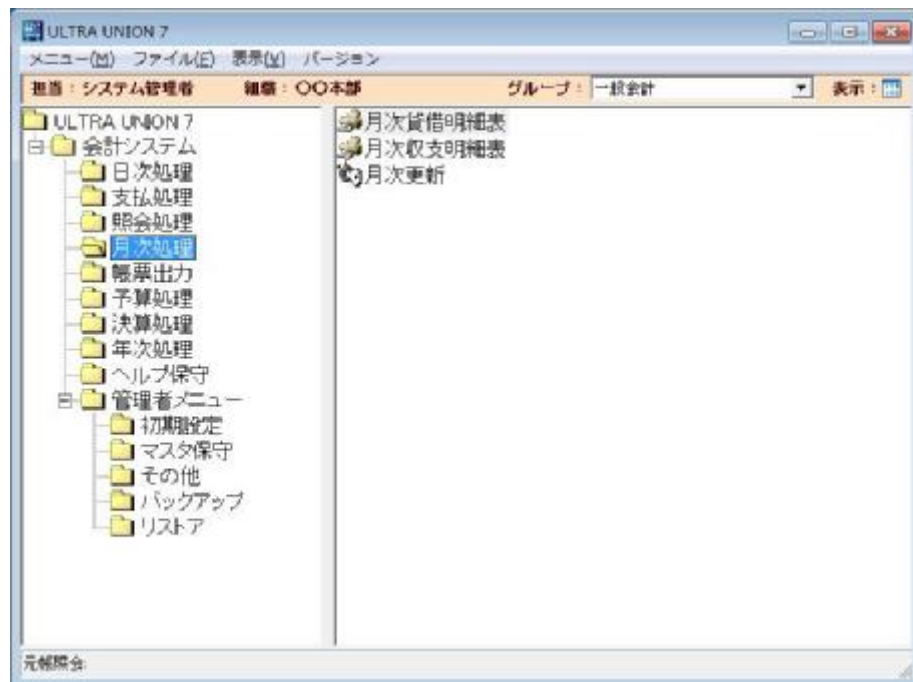 ULTRA UNION 7
メニュー(M) ファイル(F) 表示(V) バージョン
担当：システム管理者 組織：〇〇本部 グループ： 一般会計 表示：
ULTRA UNION 7
会計システム
日次処理
支払処理
照会処理
月次処理
帳票出力
予算処理
決算処理
年次処理
ヘルプ保守
管理者メニュー
初期設定
マスタ保守
その他
バックアップ
リストア
月次貸借明細表
月次収支明細表
月次更新
元帳照会: